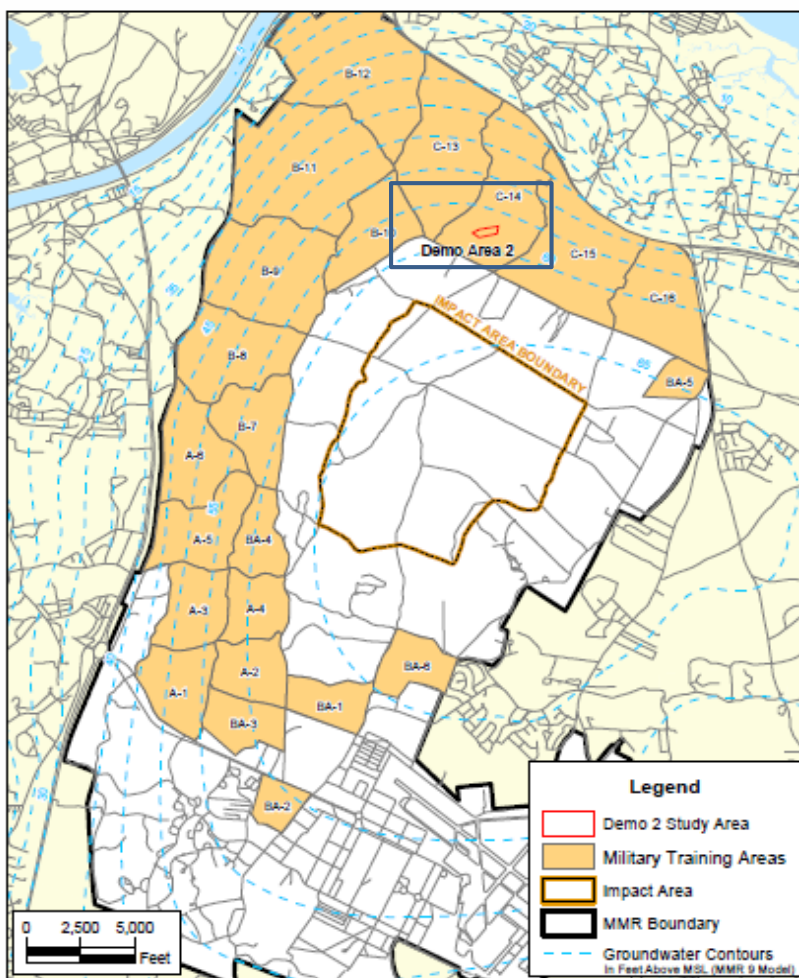 B-12
C-13
B-11
C-14
B-10
Demo Area 2
C-15
B-9
C-16
IMPACT AREA BOUNDARY
45
B-8
65
BA-5
B-7
A-6
A-5
BA-4
A-3
A-4
A-2
BA-6
A-1
BA-1
BA-3
BA-2
Legend
Demo 2 Study Area
Military Training Areas
Impact Area
MMR Boundary
Groundwater Contours
In Feet Above MSL (MMR 9 Model)
0 2,500 5,000
Feet